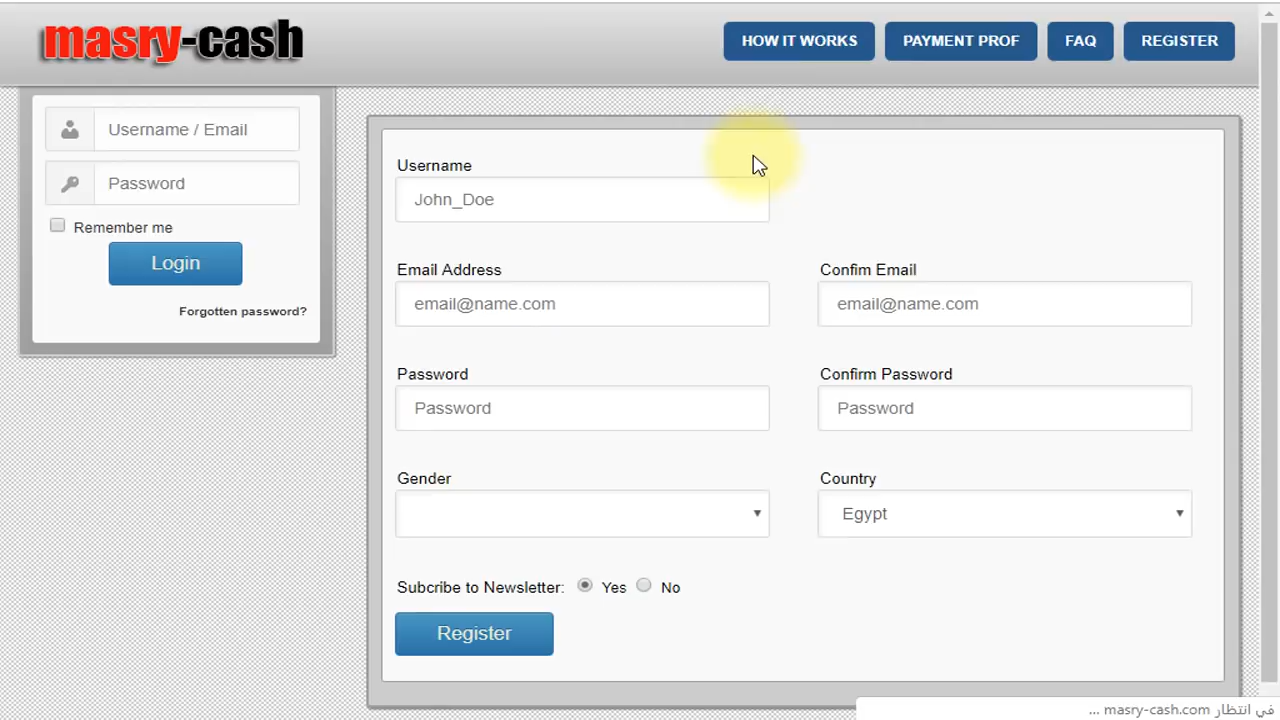 masry-cash
HOW IT WORKS
PAYMENT PROF
FAQ
REGISTER
Username / Email
Password
Remember me
Login
Forgotten password?
Username
John_Doe
Email Address
Confim Email
email@name.com
email@name.com
Password
Confirm Password
Password
Password
Gender
Country
Egypt
Subcribe to Newsletter: Yes No
Register
في انتظار masry-cash.com ...